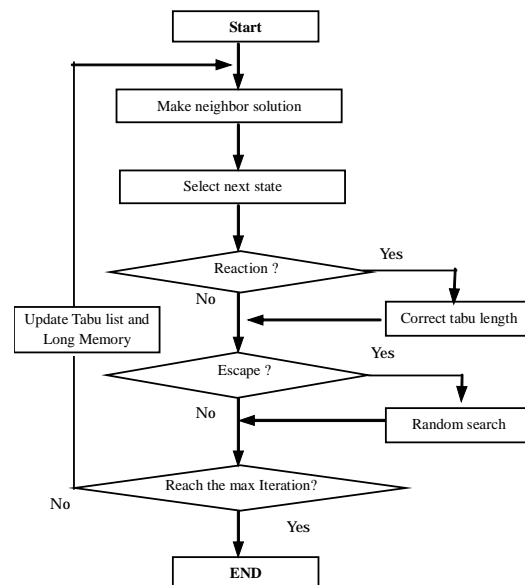 Start
Make neighbor solution
Select next state
Reaction ?
Yes
No
Correct tabu length
Update Tabu list and
Long Memory
Escape ?
Yes
No
Random search
Reach the max Iteration?
No
Yes
END